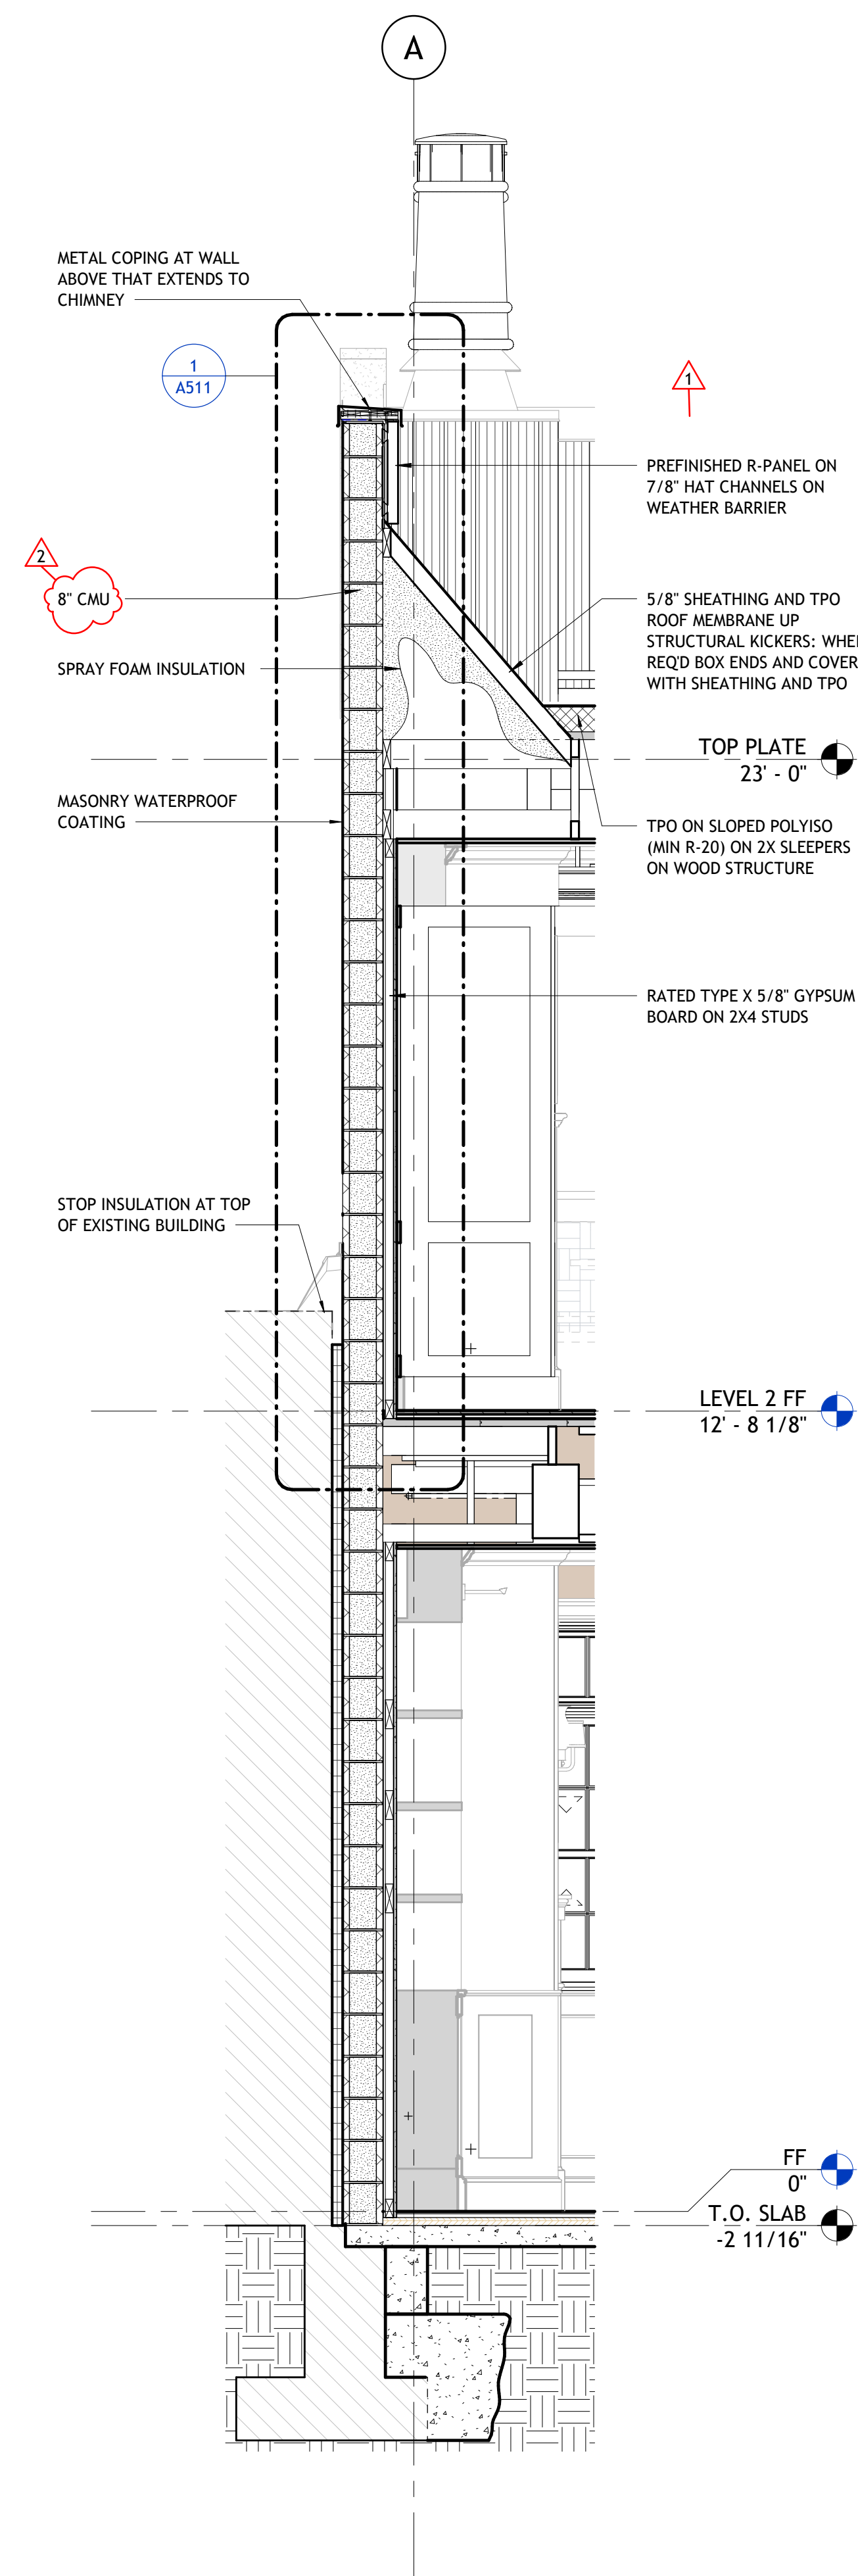 A
METAL COPING AT WALL
ABOVE THAT EXTENDS TO
CHIMNEY
1
A511
1
PREFINISHED R-PANEL ON
7/8" HAT CHANNELS ON
WEATHER BARRIER
2
8" CMU
5/8" SHEATHING AND TPO
ROOF MEMBRANE UP
STRUCTURAL KICKERS:
REQ'D BOX ENDS AND COVER
WITH SHEATHING AND TPO
SPRAY FOAM INSULATION
TOP PLATE
23' - 0"
MASONRY WATERPROOF
COATING
TPO ON SLOPED POLYISO
(MIN R-20) ON 2X SLEEPERS
ON WOOD STRUCTURE
RATED TYPE X 5/8" GYPSUM
BOARD ON 2X4 STUDS
STOP INSULATION AT TOP
OF EXISTING BUILDING
LEVEL 2 FF
12' - 8 1/8"
FF
0"
T.O. SLAB
-2 11/16"